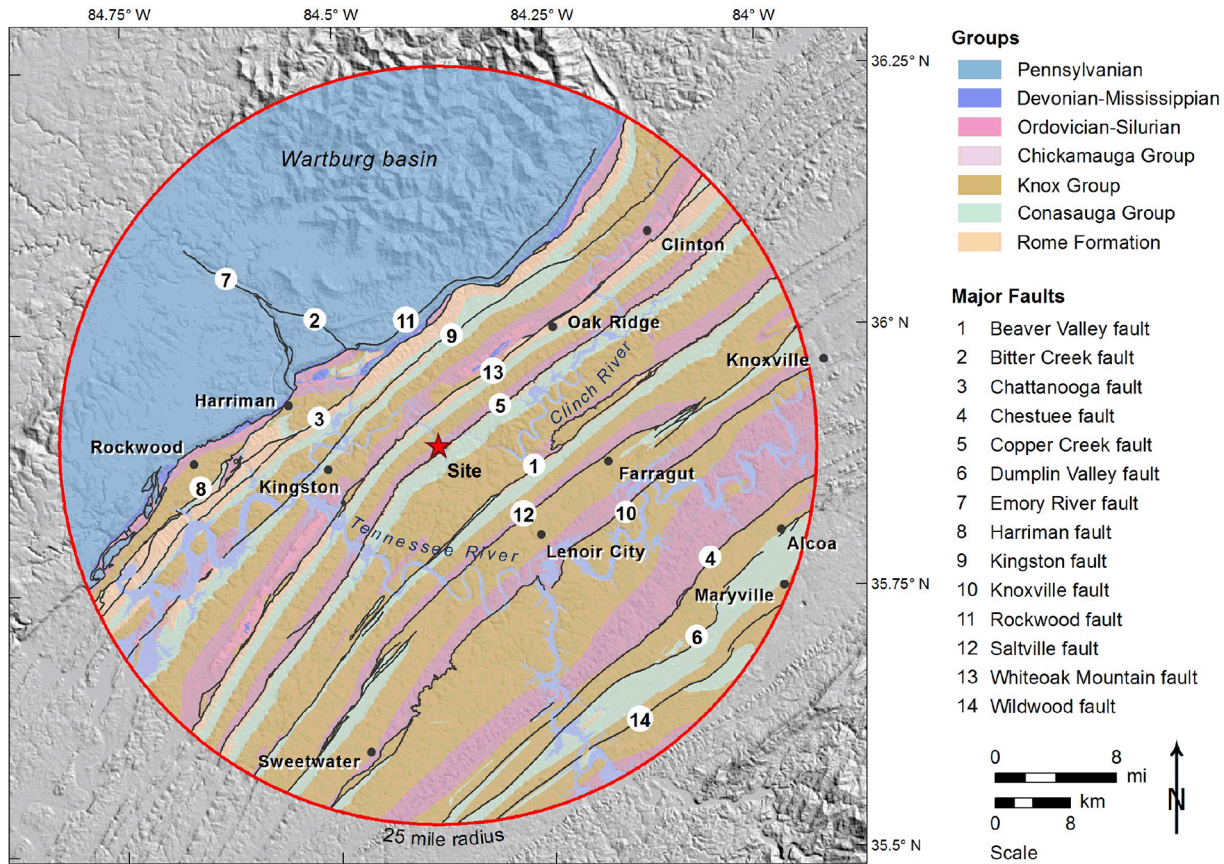 84.75° W
84.5° W
84.25° W
84° W
36.25° N
36° N
35.75° N
35.5° N
Wartburg basin
Clinton
7
2
11
9
Oak Ridge
Knoxville
13
Harriman
3
5
Clinch River
Rockwood
Site
1
Farragut
8
Kingston
12
10
Tennessee River
Lenoir City
Alcoa
4
Maryville
6
14
Sweetwater
25 mile radius
Groups
Pennsylvanian
Devonian-Mississippian
Ordovician-Silurian
Chickamauga Group
Knox Group
Conasauga Group
Rome Formation
Major Faults
1 Beaver Valley fault
2 Bitter Creek fault
3 Chattanooga fault
4 Chestuee fault
5 Copper Creek fault
6 Dumplin Valley fault
7 Emory River fault
8 Harriman fault
9 Kingston fault
10 Knoxville fault
11 Rockwood fault
12 Saltville fault
13 Whiteoak Mountain fault
14 Wildwood fault
0 8
mi
km
0 8
Scale
N